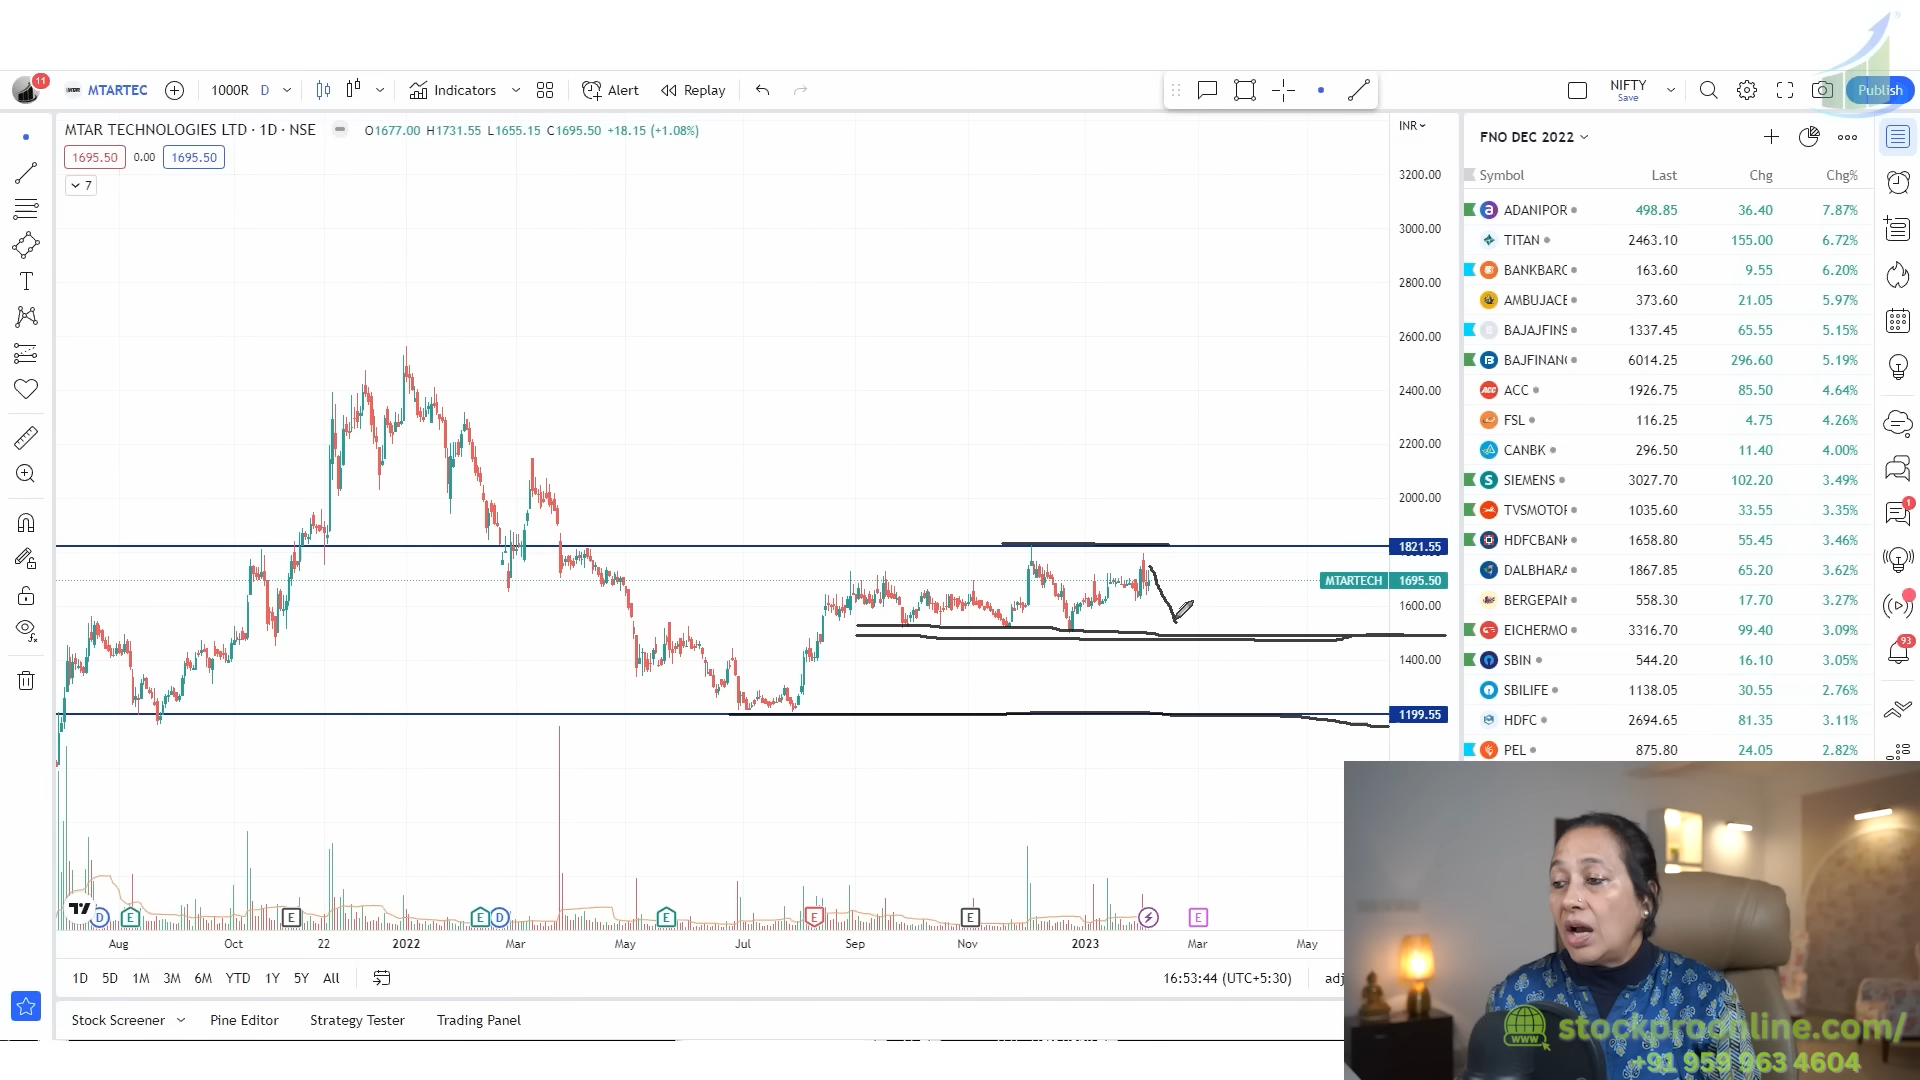 11
MTARTEC
1000R D
Indicators
Alert
Replay
NIFTY
Save
Publish
MTAR TECHNOLOGIES LTD · 1D · NSE
O1677.00 H1731.55 L1655.15 C1695.50 +18.15 (+1.08%)
1695.50 0.00 1695.50
7
INR
3200.00
3000.00
2800.00
2600.00
2400.00
2200.00
2000.00
1821.55
MTARTECH 1695.50
1600.00
1400.00
1199.55
D E E E D E E E E
Aug Oct 22 2022 Mar May Jul Sep Nov 2023 Mar May
1D 5D 1M 3M 6M YTD 1Y 5Y All
16:53:44 (UTC+5:30)
adj
Stock Screener Pine Editor Strategy Tester Trading Panel
FNO DEC 2022
Symbol Last Chg Chg%
ADANIPOR 498.85 36.40 7.87%
TITAN 2463.10 155.00 6.72%
BANKBARO 163.60 9.55 6.20%
AMBUJACE 373.60 21.05 5.97%
BAJAJFINS 1337.45 65.55 5.15%
BAJFINAN 6014.25 296.60 5.19%
ACC 1926.75 85.50 4.64%
FSL 116.25 4.75 4.26%
CANBK 296.50 11.40 4.00%
SIEMENS 3027.70 102.20 3.49%
TVSMOTOR 1035.60 33.55 3.35%
HDFCBANK 1658.80 55.45 3.46%
DALBHARA 1867.85 65.20 3.62%
BERGEPAIN 558.30 17.70 3.27%
EICHERMO 3316.70 99.40 3.09%
SBIN 544.20 16.10 3.05%
SBILIFE 1138.05 30.55 2.76%
HDFC 2694.65 81.35 3.11%
PEL 875.80 24.05 2.82%
1
93
stockproonline.com/
+91 959 963 4604